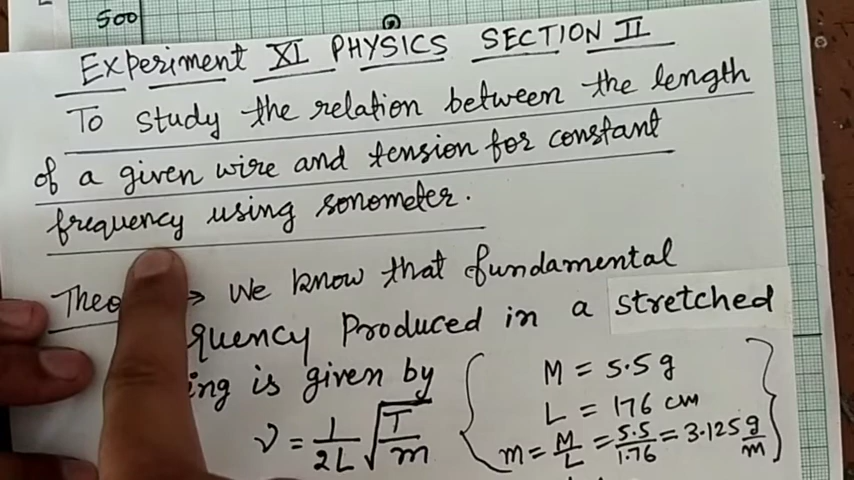 500
Experiment XI PHYSICS SECTION II
To study the relation between the length
of a given wire and tension for constant
frequency using sonometer.
Theo → We know that fundamental
quency Produced in a stretched
ing is given by
ν = 1/2L √T/m
M = 5.5 g
L = 176 cm
m = M/L = 5.5/1.76 = 3.125 g/m